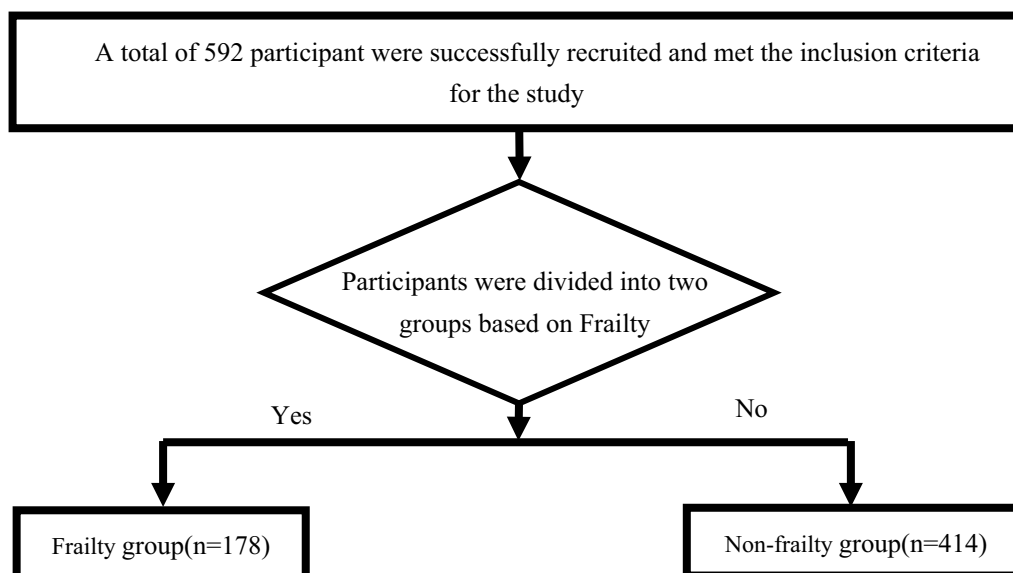 A total of 592 participant were successfully recruited and met the inclusion criteria
for the study
Participants were divided into two
groups based on Frailty
Yes
No
Frailty group(n=178)
Non-frailty group(n=414)